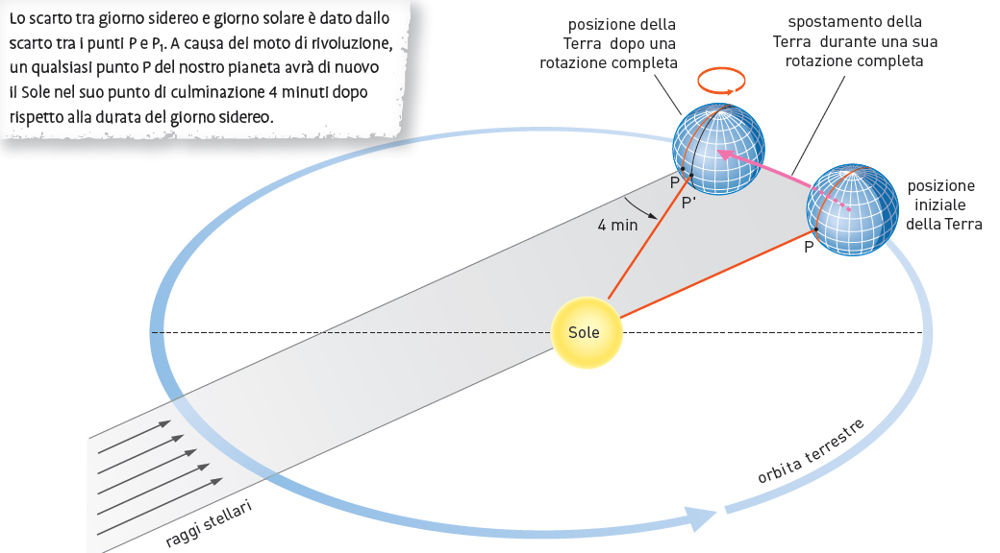 Lo scarto tra giorno sidereo e giorno solare è dato dallo
scarto tra i punti P e P₁. A causa del moto di rivoluzione,
un qualsiasi punto P del nostro pianeta avrà di nuovo
il Sole nel suo punto di culminazione 4 minuti dopo
rispetto alla durata del giorno sidereo.
posizione della
Terra dopo una
rotazione completa
spostamento della
Terra durante una sua
rotazione completa
posizione
iniziale
della Terra
P
P'
4 min
P
Sole
orbita terrestre
raggi stellari